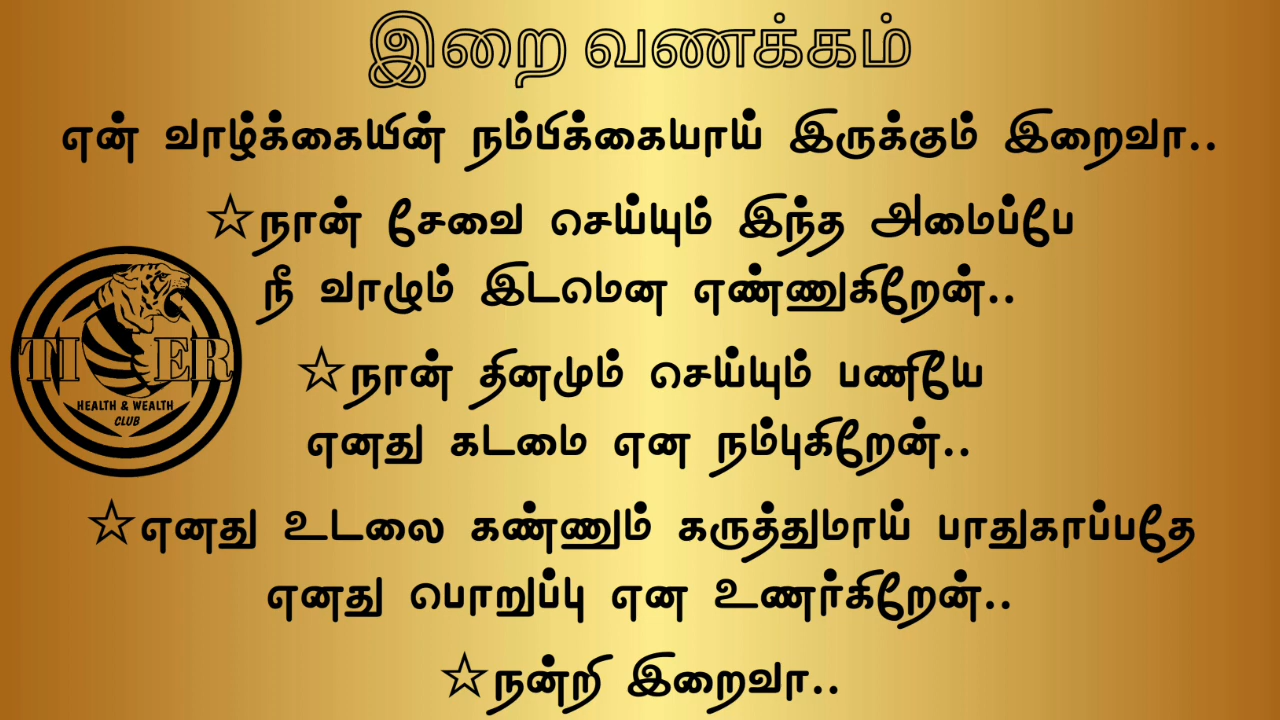 இறை வணக்கம்
என் வாழ்க்கையின் நம்பிக்கையாய் இருக்கும் இறைவா..
☆நான் சேவை செய்யும் இந்த அமைப்பே
நீ வாழும் இடமென எண்ணுகிறேன்..
☆நான் தினமும் செய்யும் பணியே
எனது கடமை என நம்புகிறேன்..
☆எனது உடலை கண்ணும் கருத்துமாய் பாதுகாப்பதே
எனது பொறுப்பு என உணர்கிறேன்..
☆நன்றி இறைவா..
TIGER
HEALTH & WEALTH
CLUB